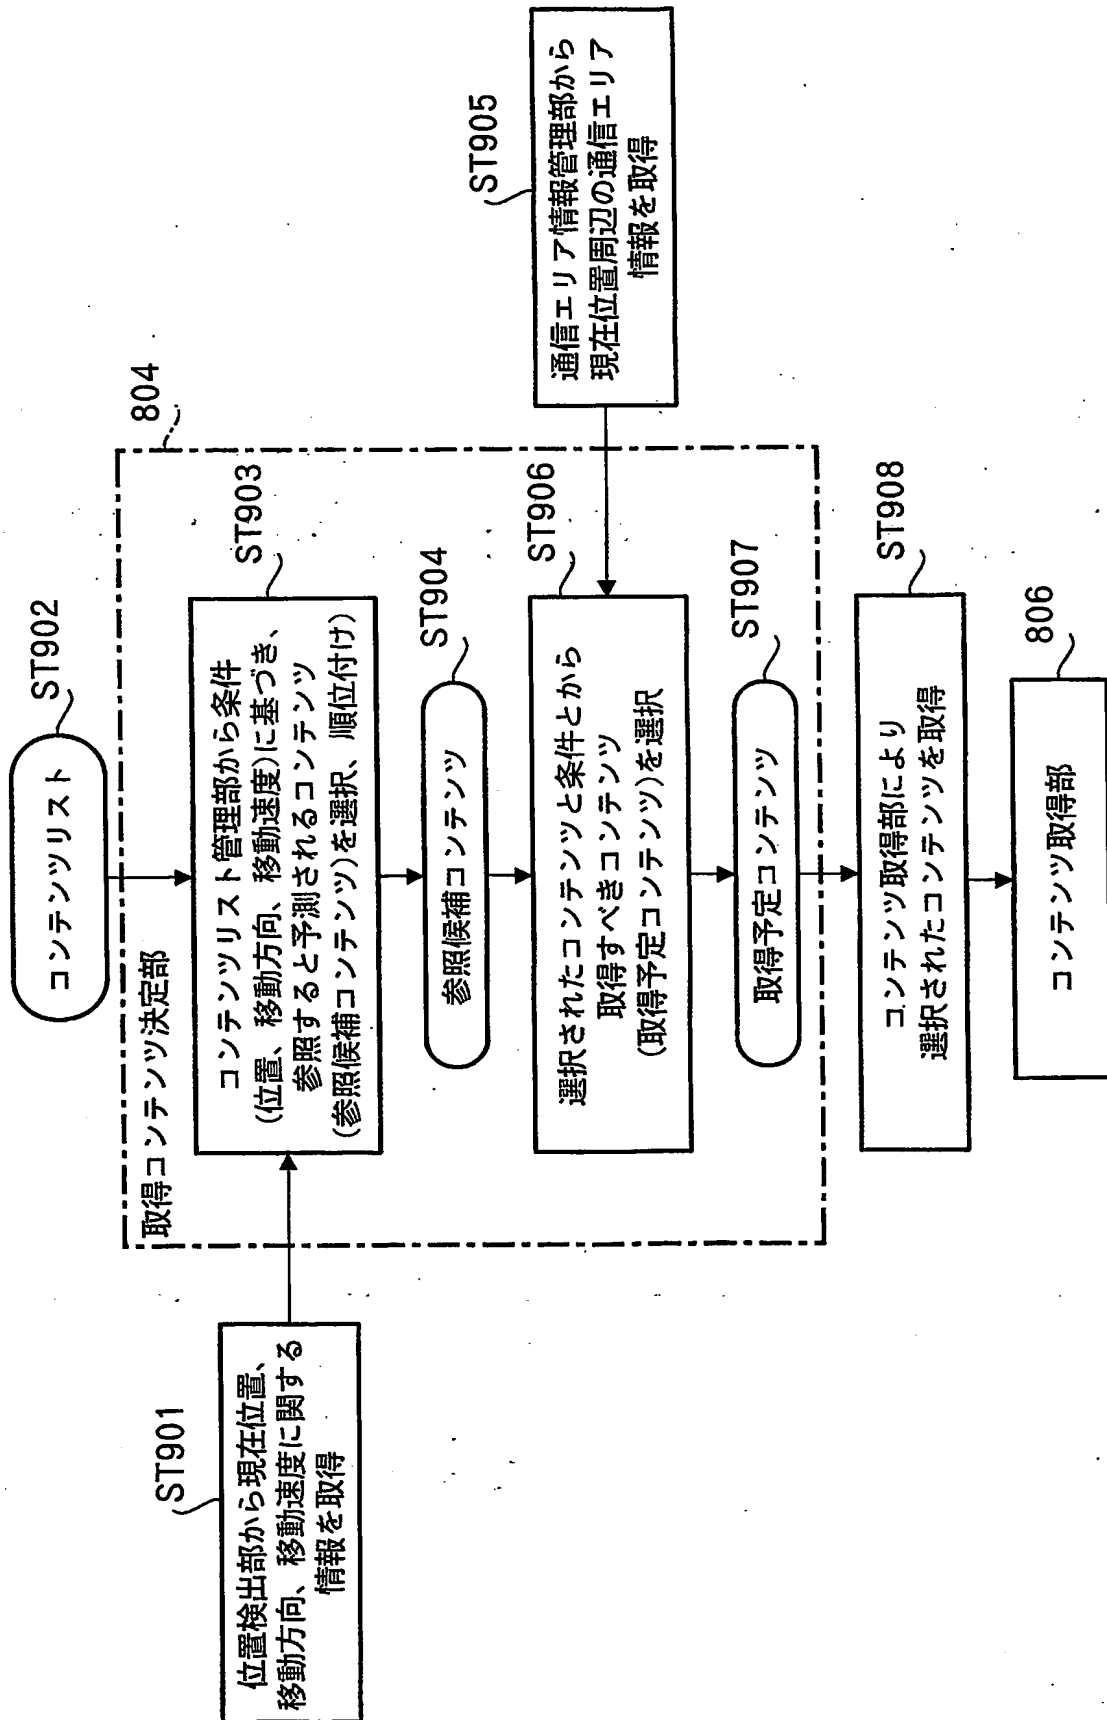 ST902
コンテンツリスト
804
取得コンテンツ決定部
ST901
位置検出部から現在位置、
移動方向、移動速度に関する
情報を取得
ST903
コンテンツリスト管理部から条件
(位置、移動方向、移動速度)に基づき、
参照すると予測されるコンテンツ
(参照候補コンテンツ)を選択、順位付け)
ST904
参照候補コンテンツ
ST905
通信エリア情報管理部から
現在位置周辺の通信エリア
情報を取得
ST906
選択されたコンテンツと条件とから
取得すべきコンテンツ
(取得予定コンテンツ)を選択
ST907
取得予定コンテンツ
ST908
コンテンツ取得部により
選択されたコンテンツを取得
806
コンテンツ取得部